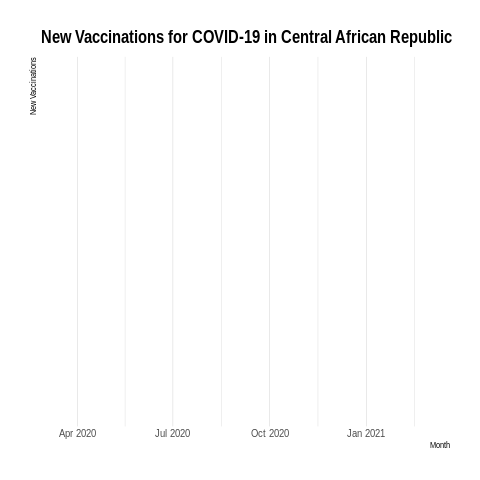 New Vaccinations for COVID-19 in Central African Republic
New Vaccinations
Apr 2020
Jul 2020
Oct 2020
Jan 2021
Month